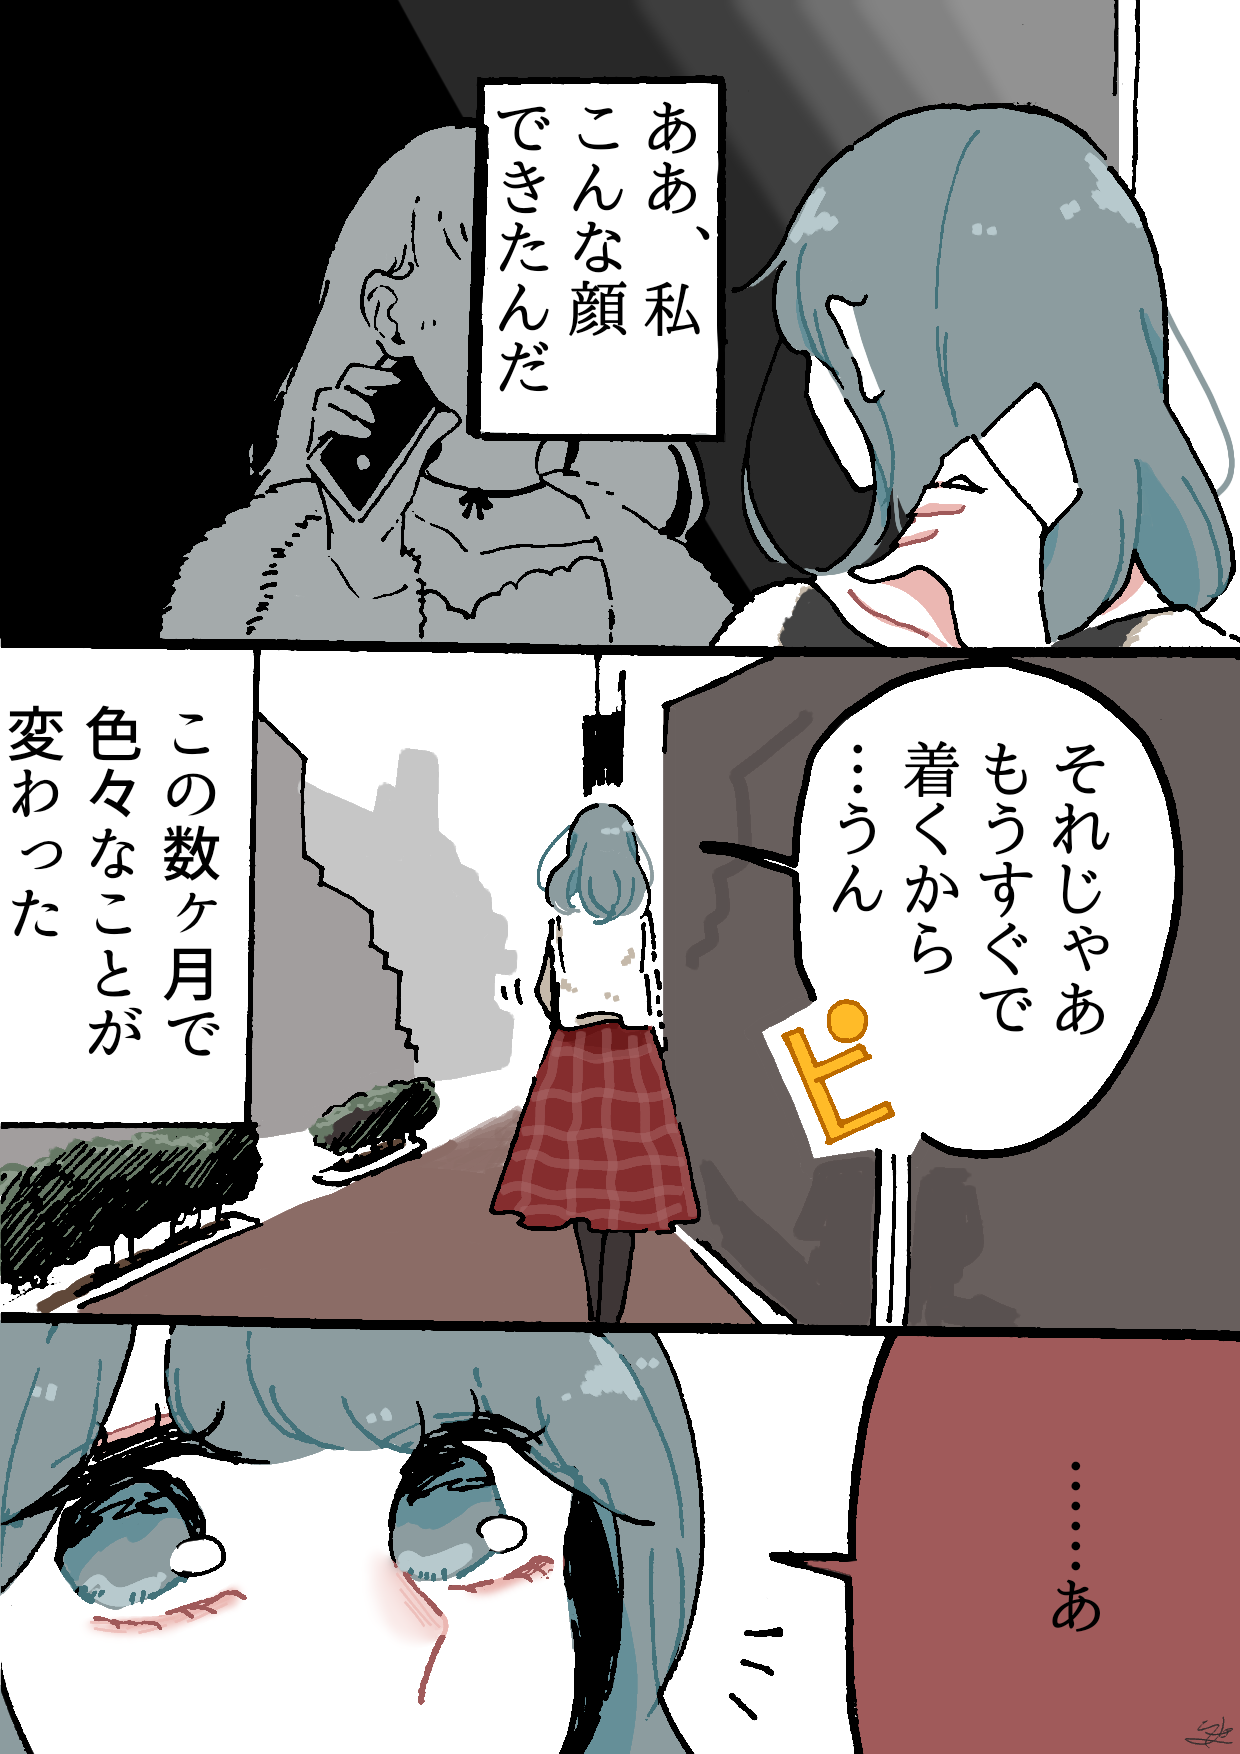 ああ、私
こんな顔
できたんだ
それじゃあ
もうすぐで
着くから
…うん
ピ
この数ヶ月で
色々なことが
変わった
………あ